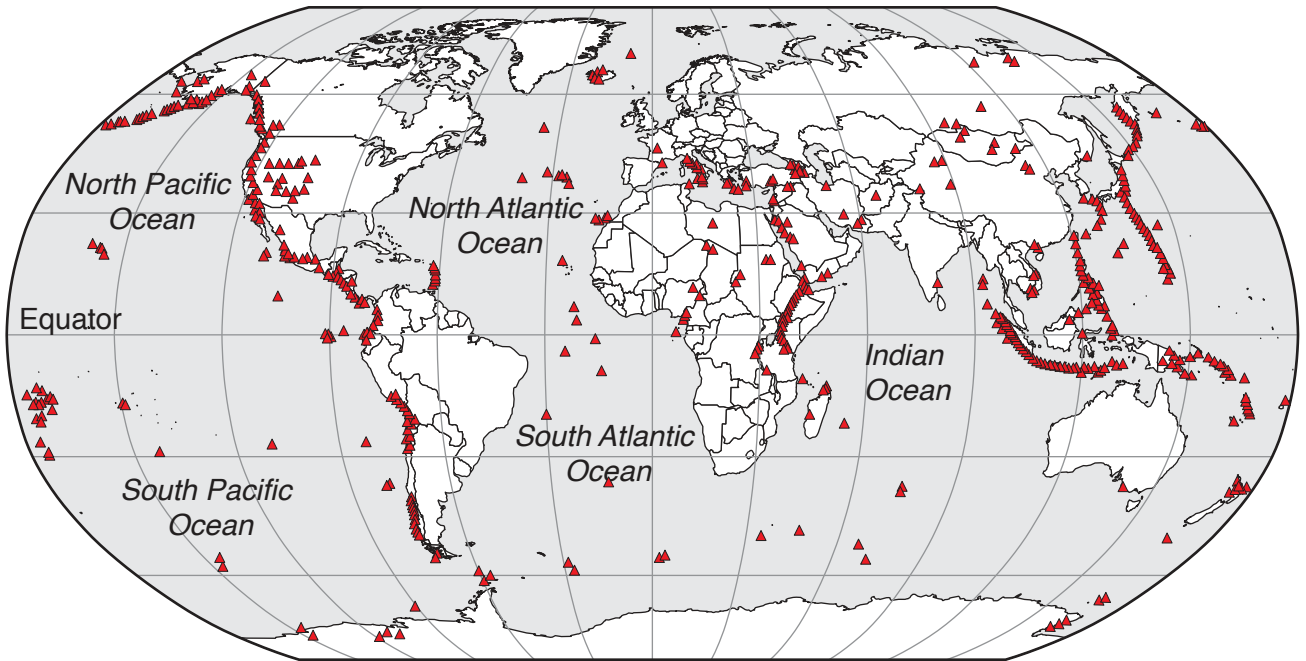 North Pacific
Ocean
North Atlantic
Ocean
Equator
Indian
Ocean
South Atlantic
Ocean
South Pacific
Ocean